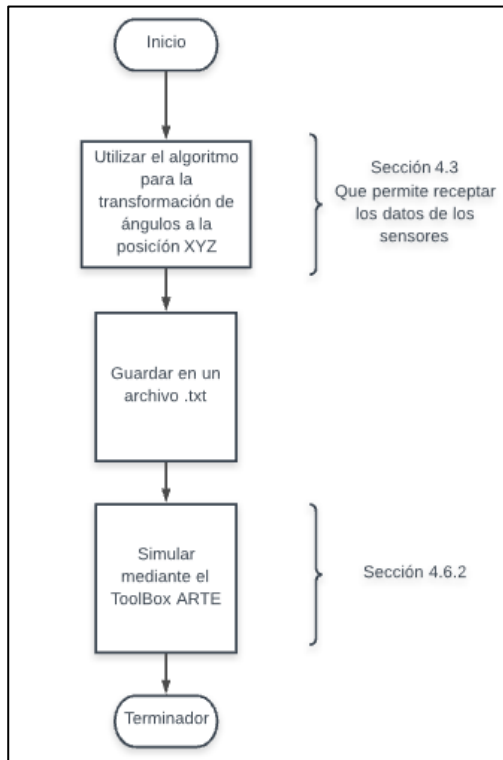 Inicio
Utilizar el algoritmo
para la
transformación de
ángulos a la
posición XYZ
Sección 4.3
Que permite receptar
los datos de los
sensores
Guardar en un
archivo .txt
Simular
mediante el
ToolBox ARTE
Sección 4.6.2
Terminador